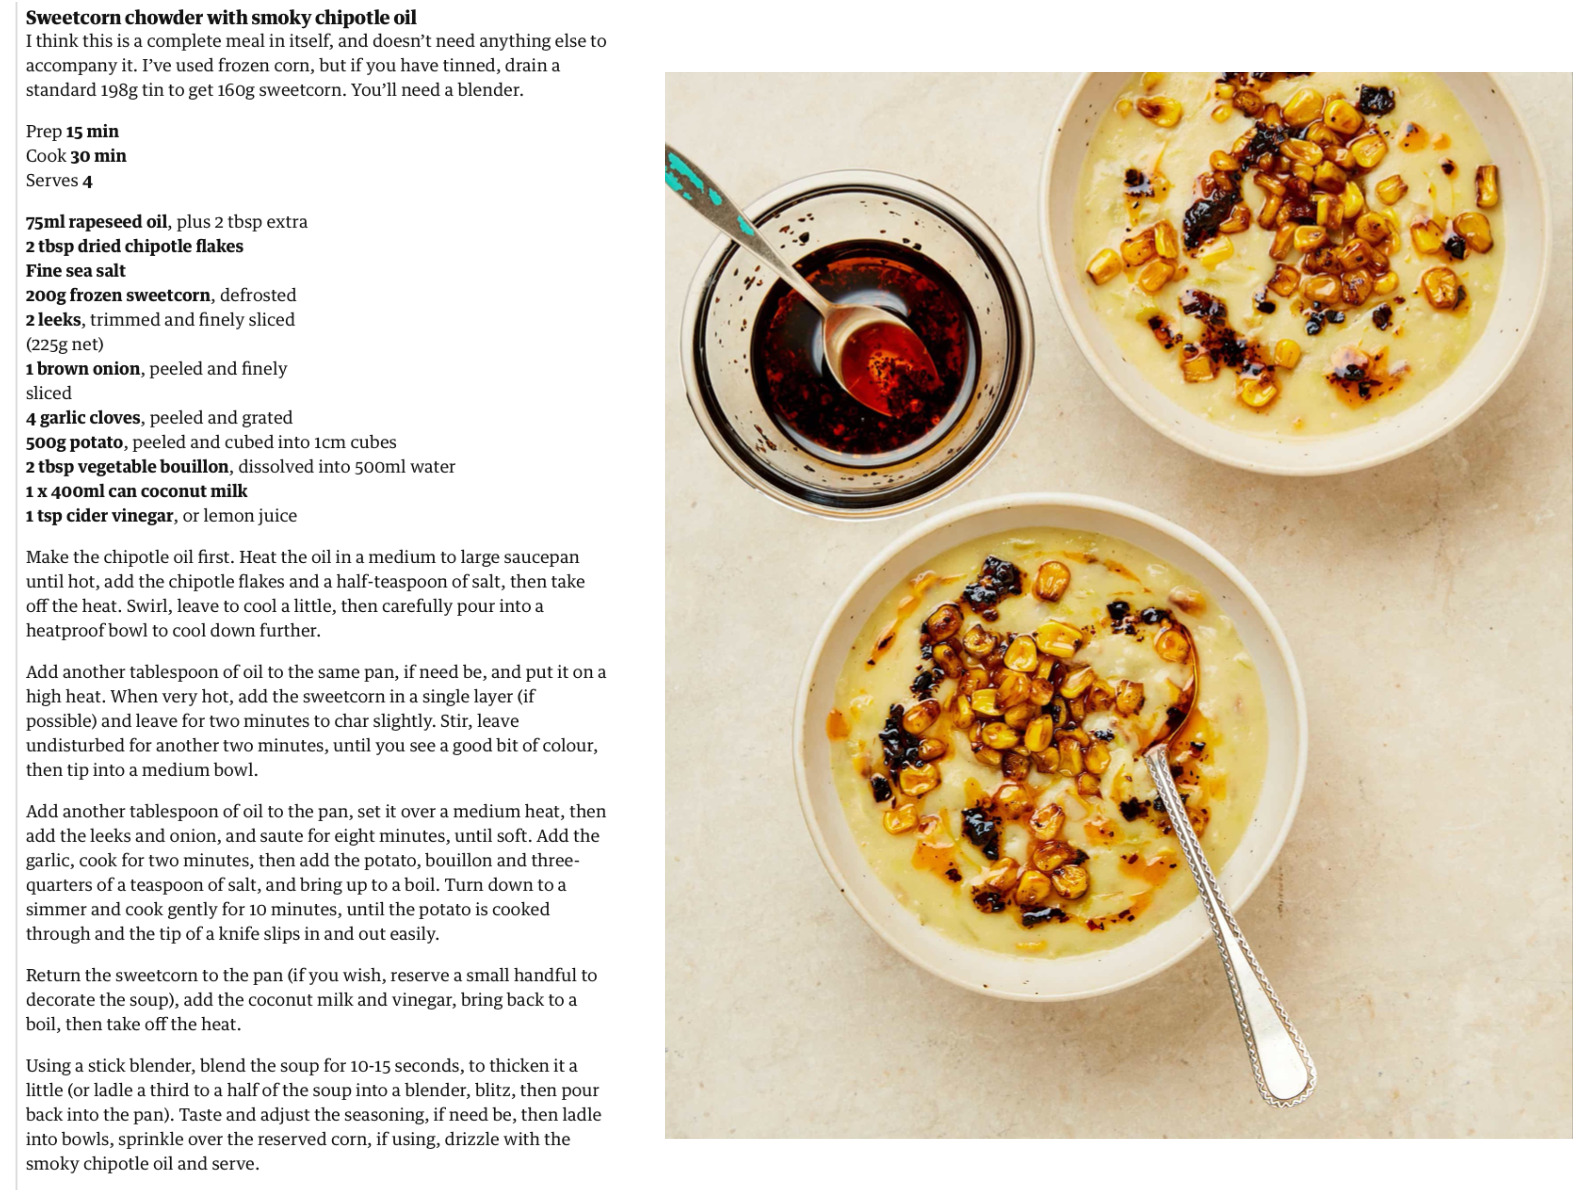 Sweetcorn chowder with smoky chipotle oil
I think this is a complete meal in itself, and doesn’t need anything else to
accompany it. I’ve used frozen corn, but if you have tinned, drain a
standard 198g tin to get 160g sweetcorn. You’ll need a blender.
Prep 15 min
Cook 30 min
Serves 4
75ml rapeseed oil, plus 2 tbsp extra
2 tbsp dried chipotle flakes
Fine sea salt
200g frozen sweetcorn, defrosted
2 leeks, trimmed and finely sliced
(225g net)
1 brown onion, peeled and finely
sliced
4 garlic cloves, peeled and grated
500g potato, peeled and cubed into 1cm cubes
2 tbsp vegetable bouillon, dissolved into 500ml water
1 x 400ml can coconut milk
1 tsp cider vinegar, or lemon juice
Make the chipotle oil first. Heat the oil in a medium to large saucepan
until hot, add the chipotle flakes and a half-teaspoon of salt, then take
off the heat. Swirl, leave to cool a little, then carefully pour into a
heatproof bowl to cool down further.
Add another tablespoon of oil to the same pan, if need be, and put it on a
high heat. When very hot, add the sweetcorn in a single layer (if
possible) and leave for two minutes to char slightly. Stir, leave
undisturbed for another two minutes, until you see a good bit of colour,
then tip into a medium bowl.
Add another tablespoon of oil to the pan, set it over a medium heat, then
add the leeks and onion, and saute for eight minutes, until soft. Add the
garlic, cook for two minutes, then add the potato, bouillon and three-
quarters of a teaspoon of salt, and bring up to a boil. Turn down to a
simmer and cook gently for 10 minutes, until the potato is cooked
through and the tip of a knife slips in and out easily.
Return the sweetcorn to the pan (if you wish, reserve a small handful to
decorate the soup), add the coconut milk and vinegar, bring back to a
boil, then take off the heat.
Using a stick blender, blend the soup for 10-15 seconds, to thicken it a
little (or ladle a third to a half of the soup into a blender, blitz, then pour
back into the pan). Taste and adjust the seasoning, if need be, then ladle
into bowls, sprinkle over the reserved corn, if using, drizzle with the
smoky chipotle oil and serve.